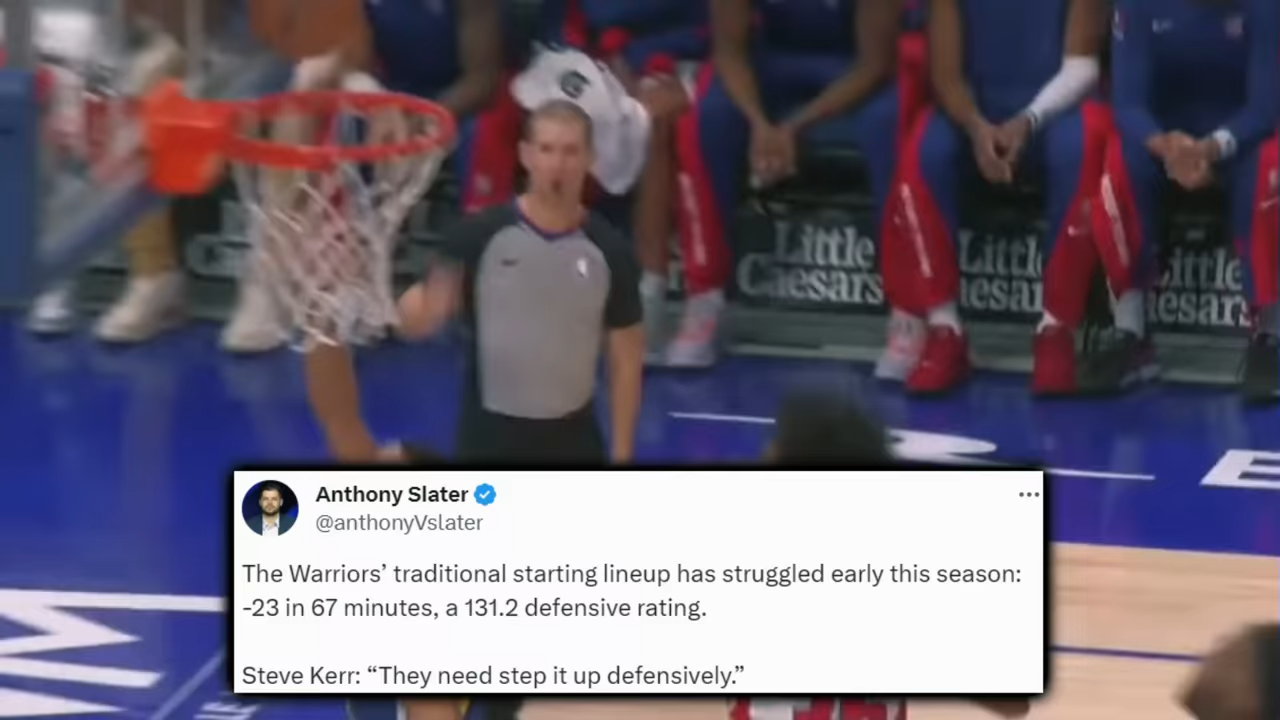 Little
Caesars
Little
Caesars
Little
Caesars
Anthony Slater
@anthonyVslater
The Warriors’ traditional starting lineup has struggled early this season:
-23 in 67 minutes, a 131.2 defensive rating.
Steve Kerr: “They need step it up defensively.”